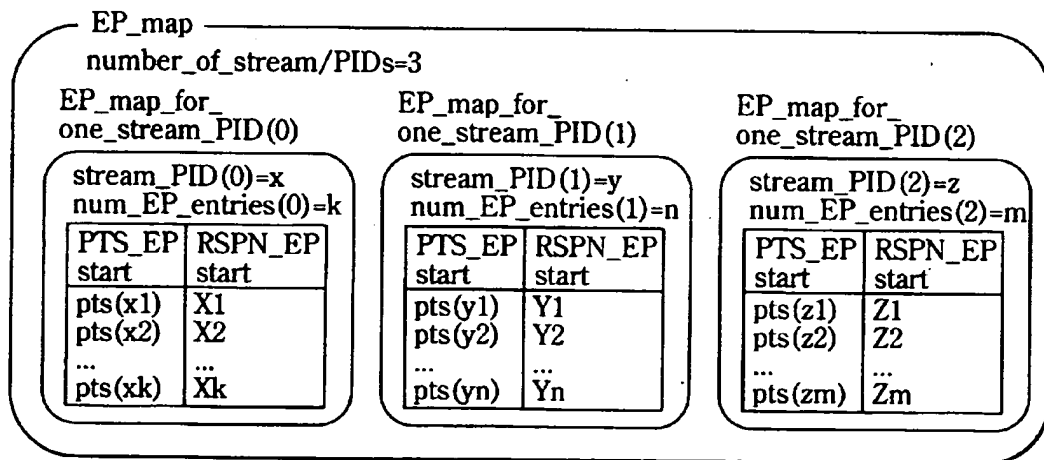 EP_map
number_of_stream/PIDs=3
EP_map_for_
one_stream_PID(0)
stream_PID(0)=x
num_EP_entries(0)=k
PTS_EP RSPN_EP
start start
pts(x1) X1
pts(x2) X2
... ...
pts(xk) Xk
EP_map_for_
one_stream_PID(1)
stream_PID(1)=y
num_EP_entries(1)=n
PTS_EP RSPN_EP
start start
pts(y1) Y1
pts(y2) Y2
... ...
pts(yn) Yn
EP_map_for_
one_stream_PID(2)
stream_PID(2)=z
num_EP_entries(2)=m
PTS_EP RSPN_EP
start start
pts(z1) Z1
pts(z2) Z2
... ...
pts(zm) Zm